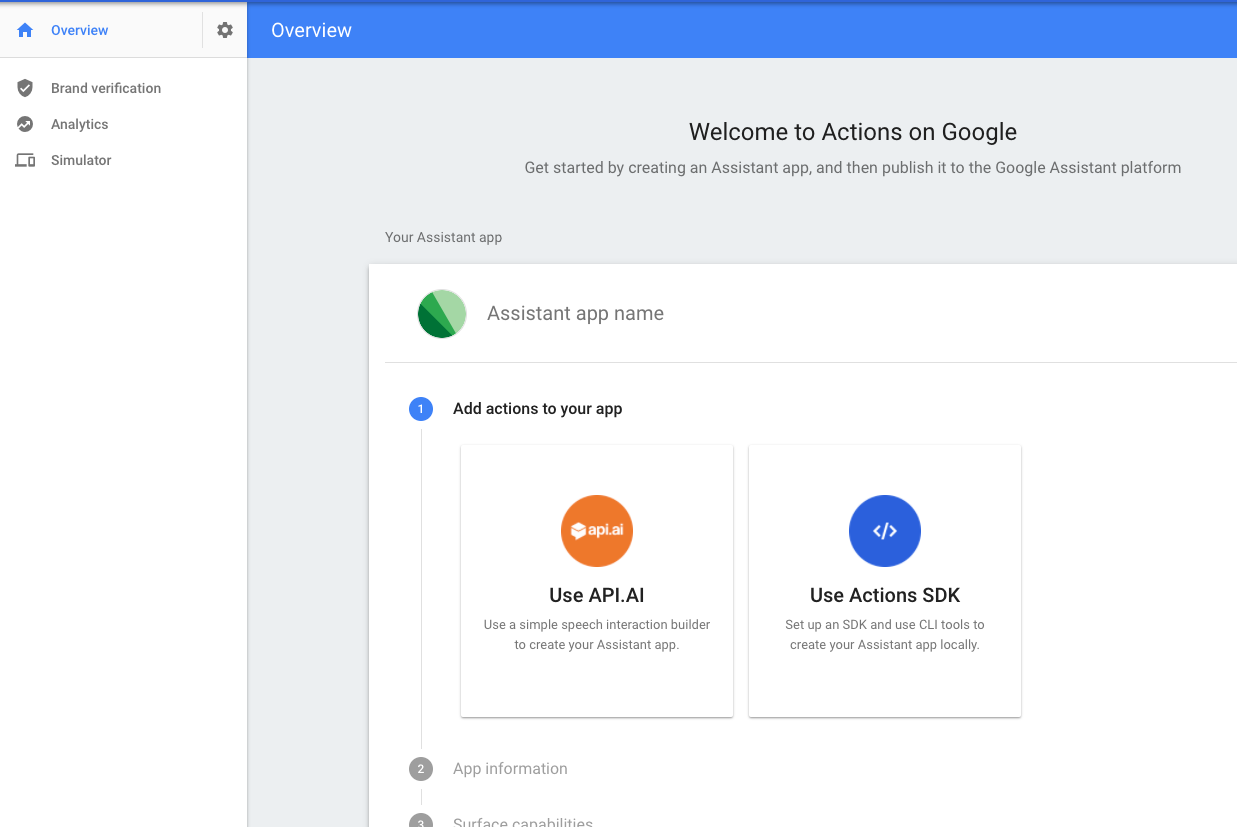 Overview
Overview
Brand verification
Analytics
Simulator
Welcome to Actions on Google
Get started by creating an Assistant app, and then publish it to the Google Assistant platform
Your Assistant app
Assistant app name
1
Add actions to your app
api.ai
Use API.AI
Use a simple speech interaction builder
to create your Assistant app.
</>
Use Actions SDK
Set up an SDK and use CLI tools to
create your Assistant app locally.
2
App information
3
Surface capabilities